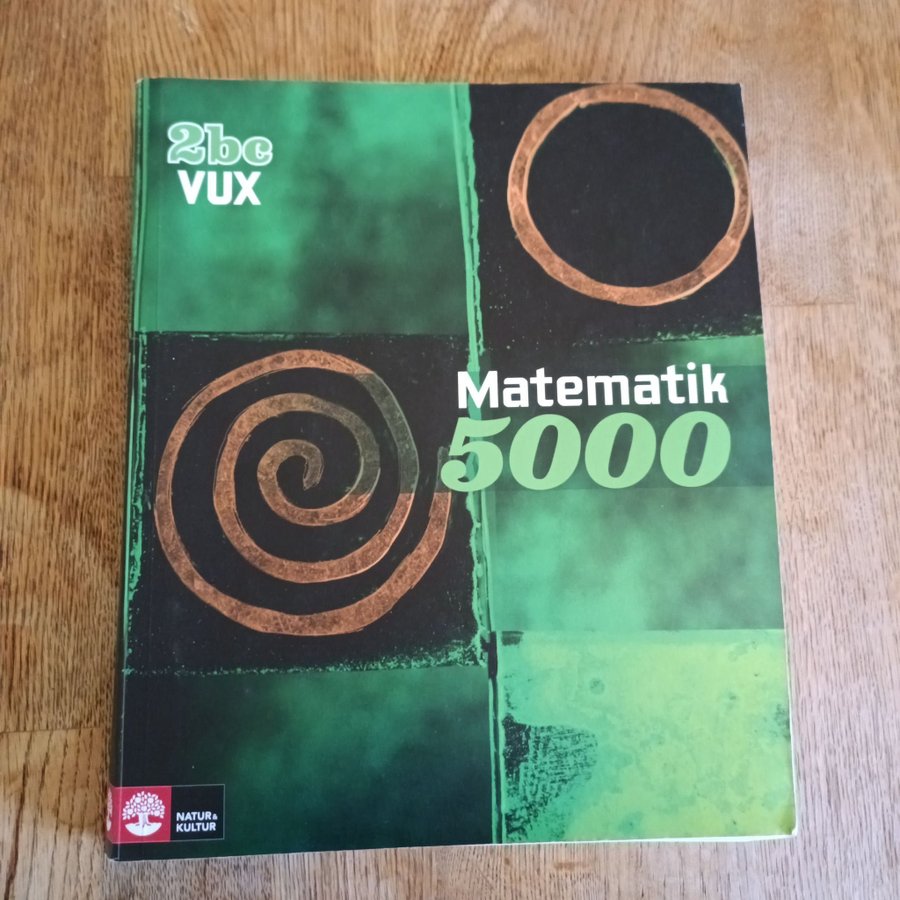 2bc
VUX
Matematik
5000
NATUR&
KULTUR